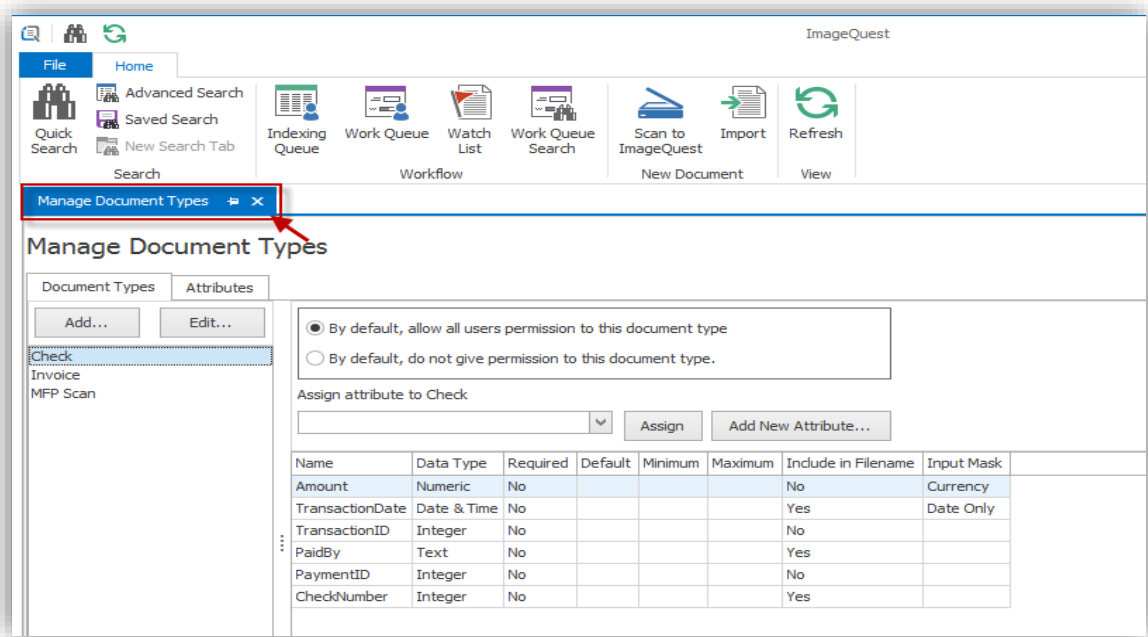 ImageQuest
File Home
Quick Search
Advanced Search
Saved Search
New Search Tab
Search
Indexing Queue
Work Queue
Watch List
Work Queue Search
Workflow
Scan to ImageQuest
Import
New Document
Refresh
View
Manage Document Types
Manage Document Types
Document Types Attributes
Add... Edit...
Check
Invoice
MFP Scan
By default, allow all users permission to this document type
By default, do not give permission to this document type.
Assign attribute to Check
Assign Add New Attribute...
Name Data Type Required Default Minimum Maximum Include in Filename Input Mask
Amount Numeric No No Currency
TransactionDate Date & Time No Yes Date Only
TransactionID Integer No No
PaidBy Text No Yes
PaymentID Integer No No
CheckNumber Integer No Yes